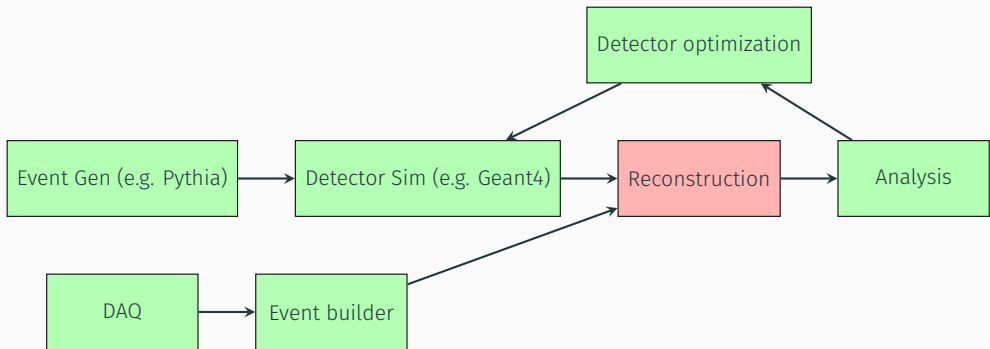 Detector optimization
Event Gen (e.g. Pythia)
Detector Sim (e.g. Geant4)
Reconstruction
Analysis
DAQ
Event builder